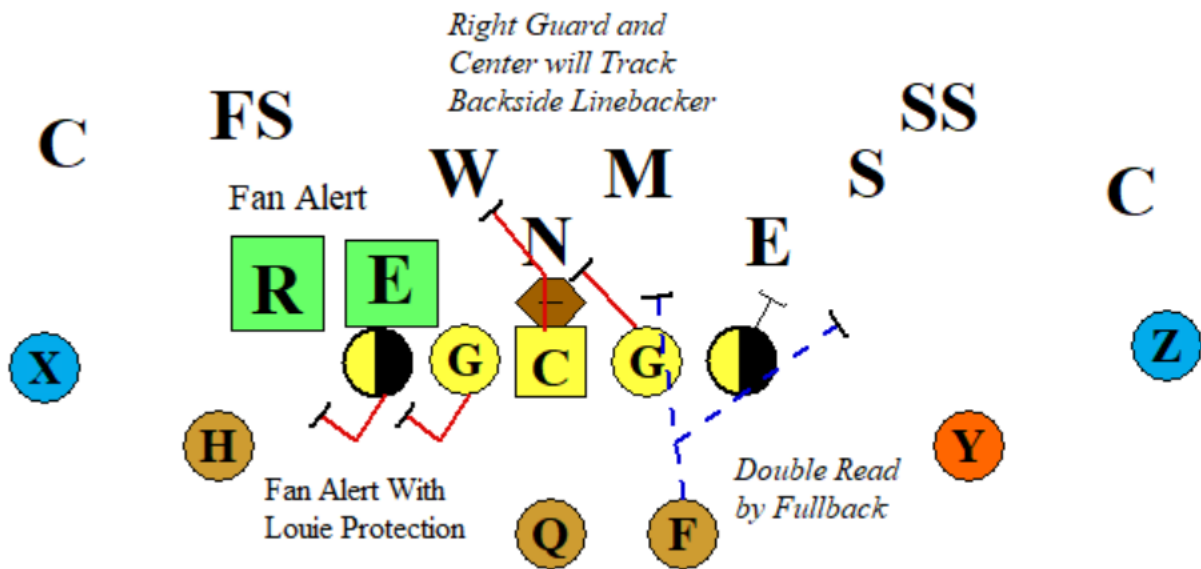 Right Guard and
Center will Track
Backside Linebacker
C
FS
W
M
S
SS
C
Fan Alert
R
E
N
E
X
G
C
G
Z
H
Y
Fan Alert With
Louie Protection
Double Read
by Fullback
Q
F